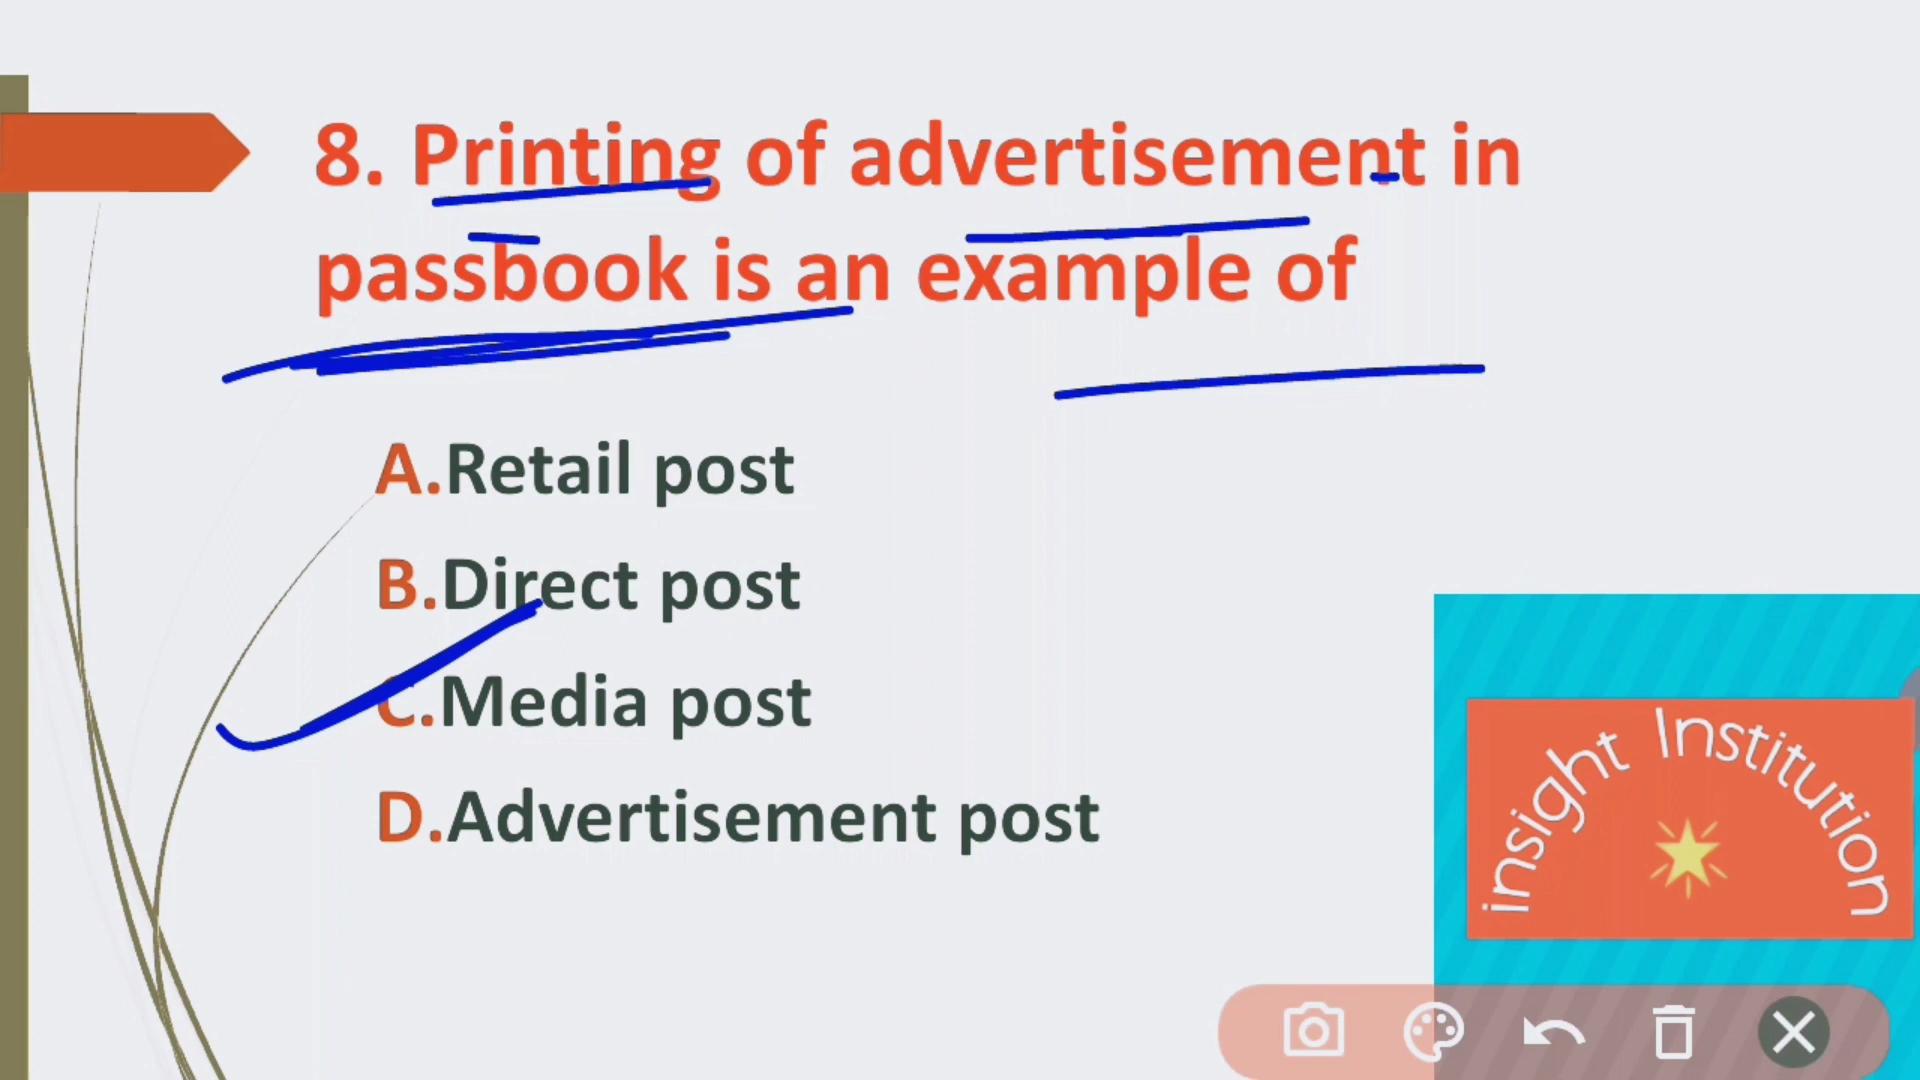 8. Printing of advertisement in
passbook is an example of
A.Retail post
B.Direct post
C.Media post
D.Advertisement post
insight Institution